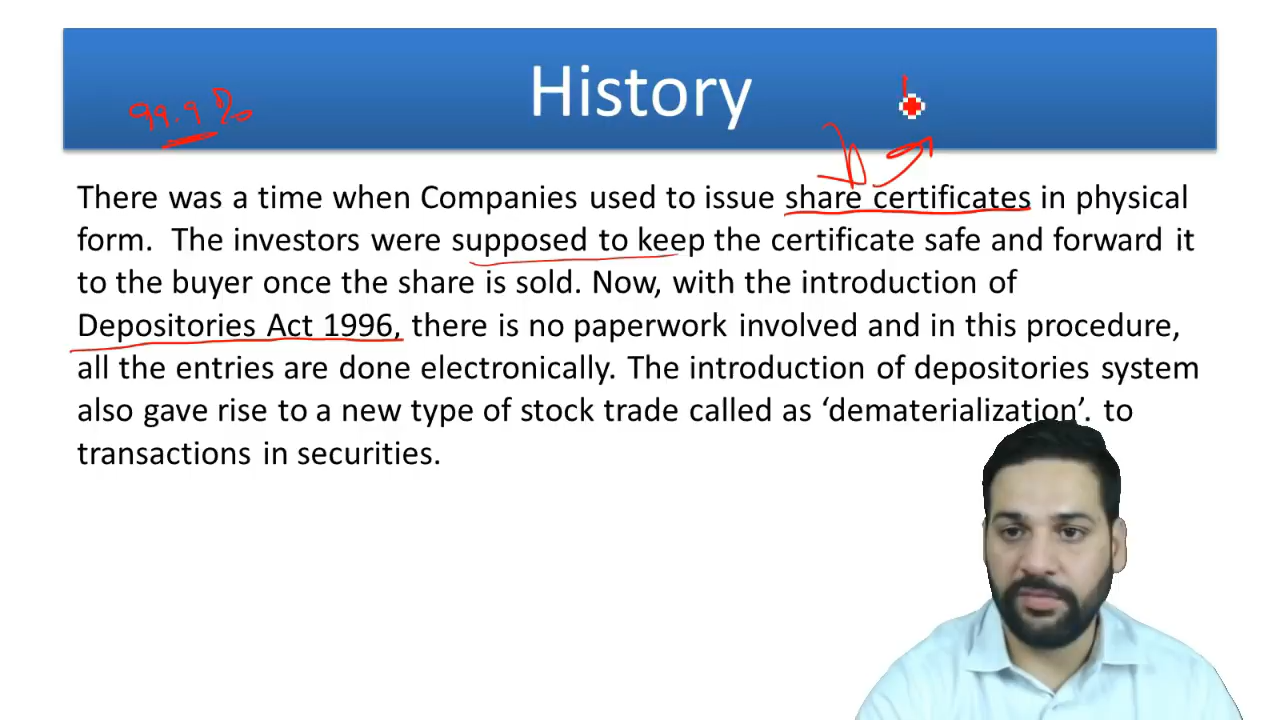 History
99.9%
There was a time when Companies used to issue share certificates in physical
form. The investors were supposed to keep the certificate safe and forward it
to the buyer once the share is sold. Now, with the introduction of
Depositories Act 1996, there is no paperwork involved and in this procedure,
all the entries are done electronically. The introduction of depositories system
also gave rise to a new type of stock trade called as ‘dematerialization’. to
transactions in securities.